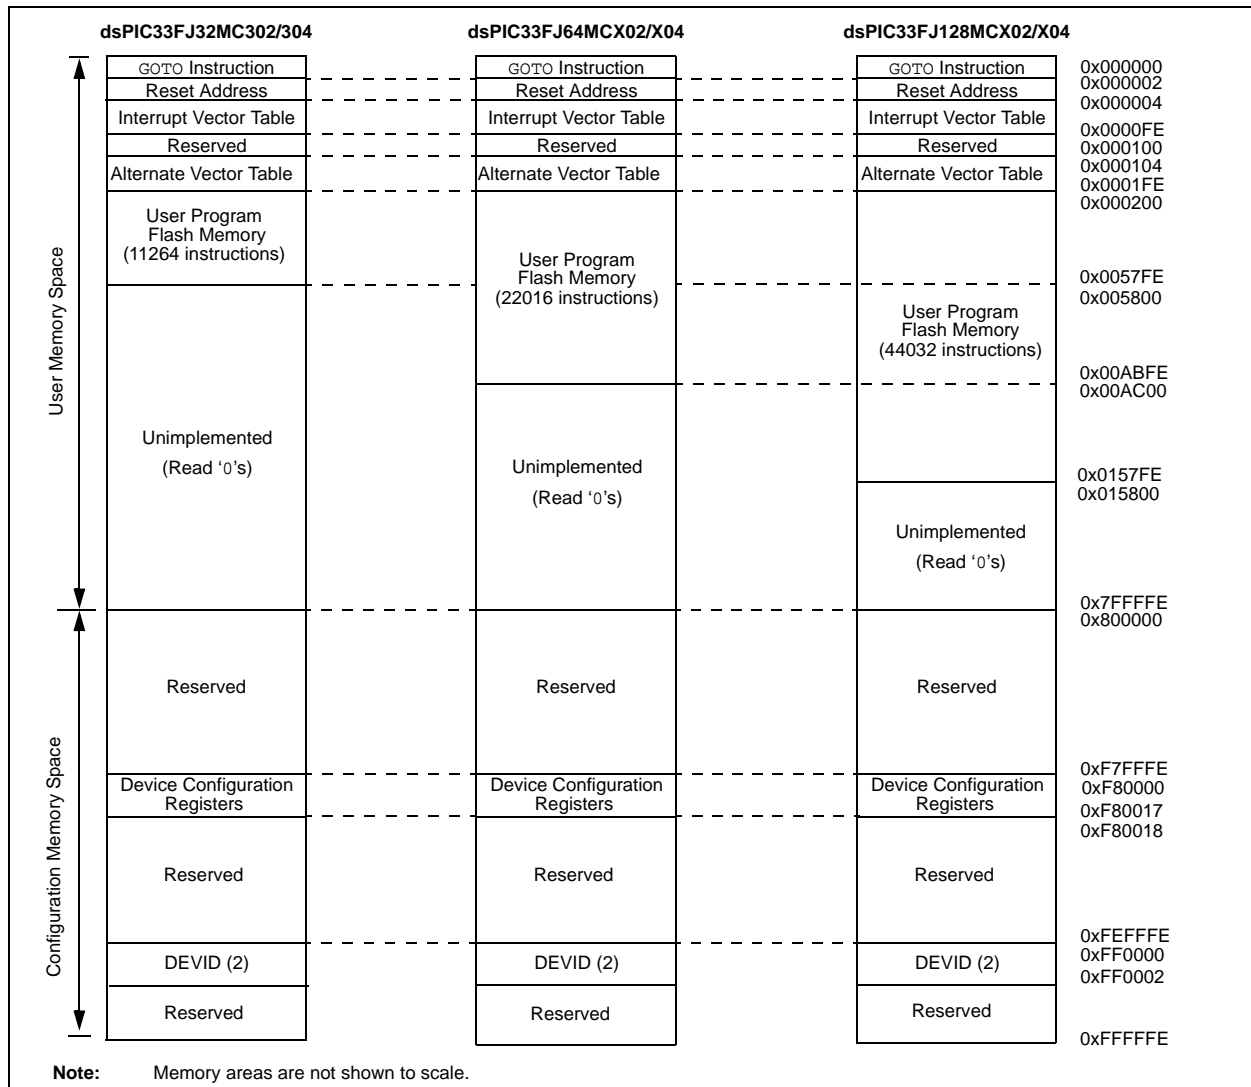 dsPIC33FJ32MC302/304
dsPIC33FJ64MCX02/X04
dsPIC33FJ128MCX02/X04
User Memory Space
Configuration Memory Space
GOTO Instruction
Reset Address
Interrupt Vector Table
Reserved
Alternate Vector Table
User Program
Flash Memory
(11264 instructions)
Unimplemented
(Read ‘0’s)
Reserved
Device Configuration
Registers
Reserved
DEVID (2)
Reserved
GOTO Instruction
Reset Address
Interrupt Vector Table
Reserved
Alternate Vector Table
User Program
Flash Memory
(22016 instructions)
Unimplemented
(Read ‘0’s)
Reserved
Device Configuration
Registers
Reserved
DEVID (2)
Reserved
GOTO Instruction
Reset Address
Interrupt Vector Table
Reserved
Alternate Vector Table
User Program
Flash Memory
(44032 instructions)
Unimplemented
(Read ‘0’s)
Reserved
Device Configuration
Registers
Reserved
DEVID (2)
Reserved
0x000000
0x000002
0x000004
0x0000FE
0x000100
0x000104
0x0001FE
0x000200
0x0057FE
0x005800
0x00ABFE
0x00AC00
0x0157FE
0x015800
0x7FFFFE
0x800000
0xF7FFFE
0xF80000
0xF80017
0xF80018
0xFEFFFE
0xFF0000
0xFF0002
0xFFFFFE
Note: Memory areas are not shown to scale.